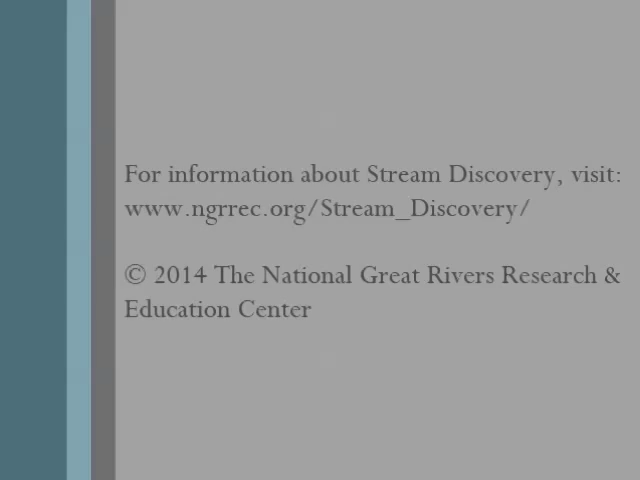 For information about Stream Discovery, visit:
www.ngrrec.org/Stream_Discovery/
© 2014 The National Great Rivers Research &
Education Center